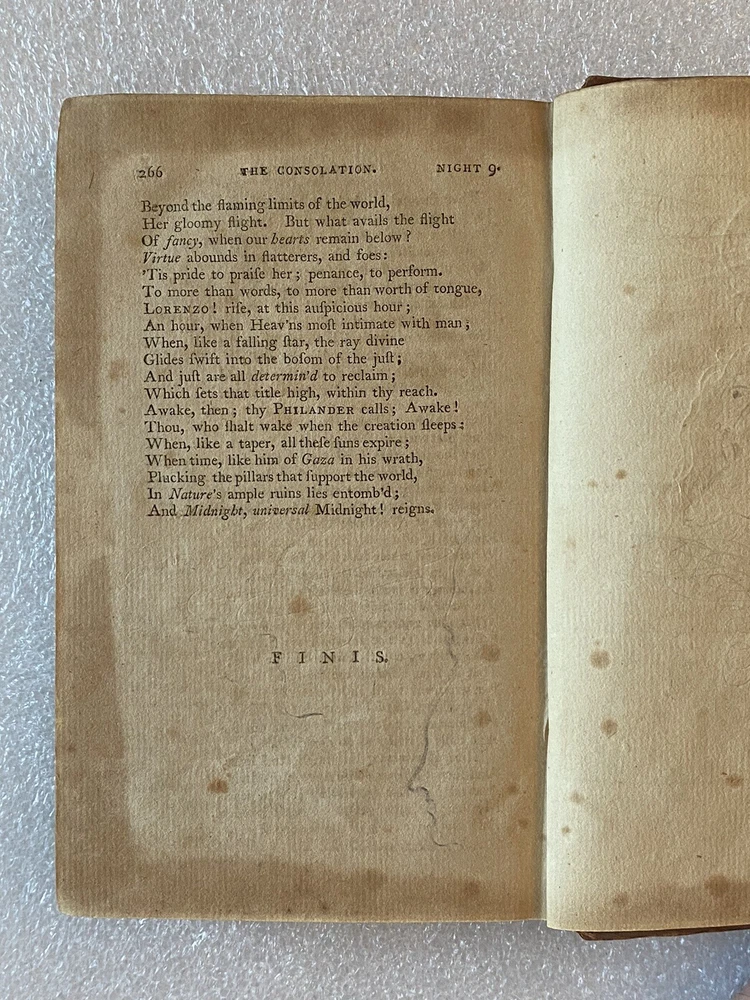 266 THE CONSOLATION. NIGHT 9.
Beyond the flaming limits of the world,
Her gloomy flight. But what avails the flight
Of fancy, when our hearts remain below?
Virtue abounds in flatterers, and foes:
'Tis pride to praiſe her; penance, to perform.
To more than words, to more than worth of tongue,
LORENZO! riſe, at this auſpicious hour;
An hour, when Heav'ns moſt intimate with man;
When, like a falling ſtar, the ray divine
Glides ſwift into the boſom of the juſt;
And juſt are all determin'd to reclaim;
Which ſets that title high, within thy reach.
Awake, then; thy PHILANDER calls; Awake!
Thou, who ſhalt wake when the creation ſleeps:
When, like a taper, all theſe ſuns expire;
When time, like him of Gaza in his wrath,
Plucking the pillars that ſupport the world,
In Nature's ample ruins lies entomb'd;
And Midnight, universal Midnight! reigns.
FINIS.